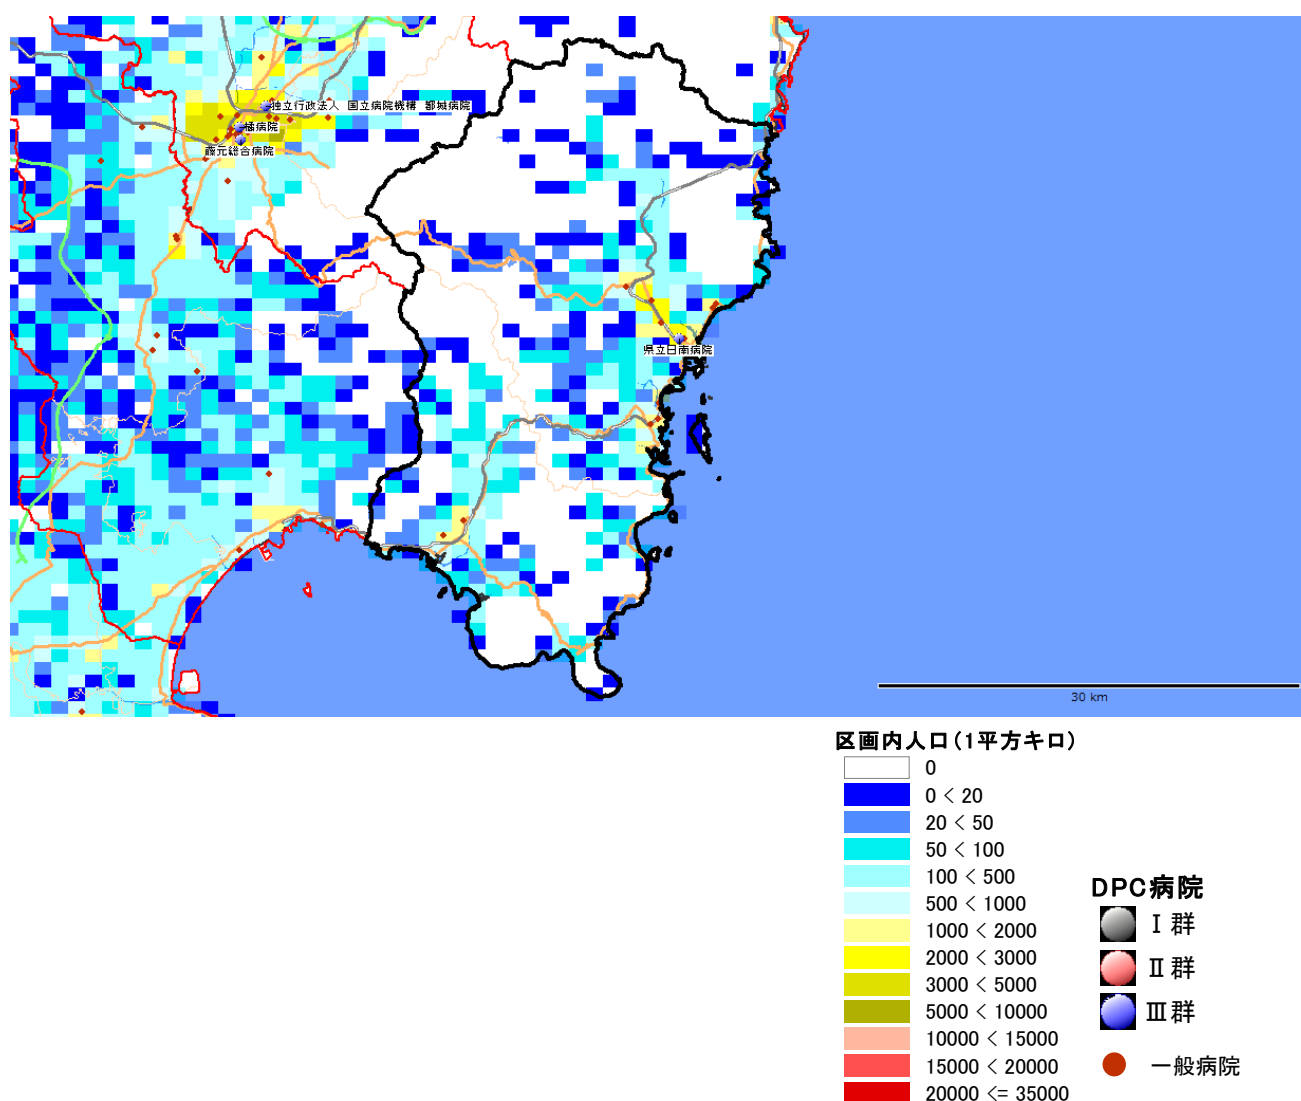 独立行政法人 国立病院機構 都城病院
橘病院
藤元総合病院
県立日南病院
30 km
区画内人口(1平方キロ)
0
0 < 20
20 < 50
50 < 100
100 < 500
500 < 1000
1000 < 2000
2000 < 3000
3000 < 5000
5000 < 10000
10000 < 15000
15000 < 20000
20000 <= 35000
DPC病院
Ⅰ群
Ⅱ群
Ⅲ群
一般病院